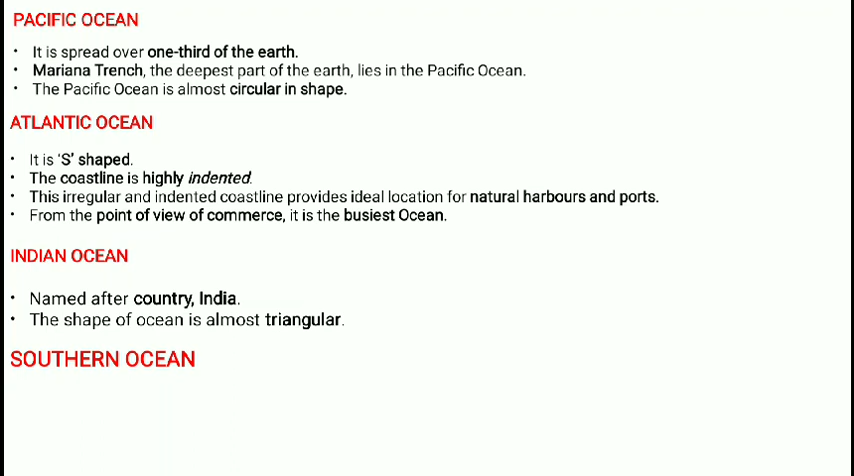 PACIFIC OCEAN
• It is spread over one-third of the earth.
• Mariana Trench, the deepest part of the earth, lies in the Pacific Ocean.
• The Pacific Ocean is almost circular in shape.
ATLANTIC OCEAN
• It is ‘S’ shaped.
• The coastline is highly indented.
• This irregular and indented coastline provides ideal location for natural harbours and ports.
• From the point of view of commerce, it is the busiest Ocean.
INDIAN OCEAN
• Named after country, India.
• The shape of ocean is almost triangular.
SOUTHERN OCEAN